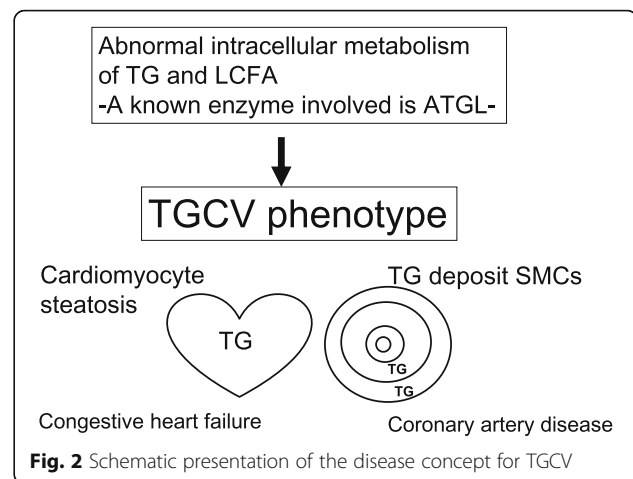 Abnormal intracellular metabolism
of TG and LCFA
-A known enzyme involved is ATGL-
TGCV phenotype
Cardiomyocyte
steatosis
TG deposit SMCs
TG
TG
TG
Congestive heart failure
Coronary artery disease
Fig. 2 Schematic presentation of the disease concept for TGCV